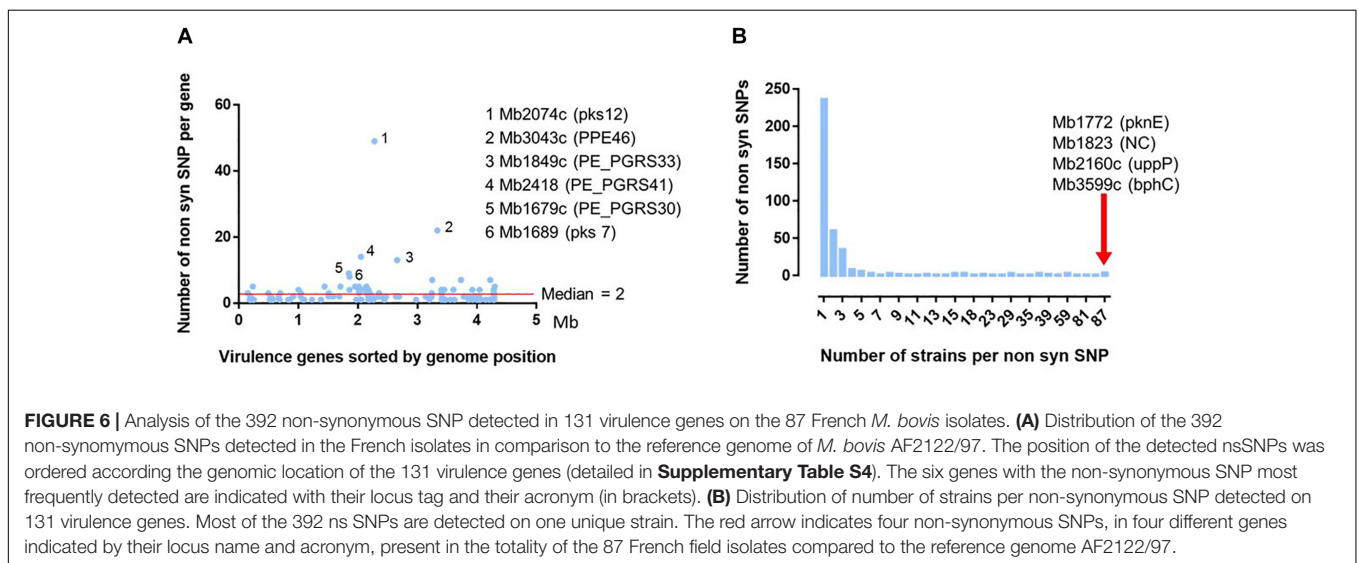 A
Number of non syn SNP per gene
60
40
20
0
1
2
3
4
5
6
1 Mb2074c (pks12)
2 Mb3043c (PPE46)
3 Mb1849c (PE_PGRS33)
4 Mb2418 (PE_PGRS41)
5 Mb1679c (PE_PGRS30)
6 Mb1689 (pks 7)
Median = 2
0 1 2 3 4 5 Mb
Virulence genes sorted by genome position
B
Number of non syn SNPs
250
200
150
100
50
0
Mb1772 (pknE)
Mb1823 (NC)
Mb2160c (uppP)
Mb3599c (bphC)
1 3 5 7 9 11 13 15 18 23 29 35 39 59 81 87
Number of strains per non syn SNP
FIGURE 6 | Analysis of the 392 non-synonymous SNP detected in 131 virulence genes on the 87 French M. bovis isolates. (A) Distribution of the 392
non-synomymous SNPs detected in the French isolates in comparison to the reference genome of M. bovis AF2122/97. The position of the detected nsSNPs was
ordered according the genomic location of the 131 virulence genes (detailed in Supplementary Table S4). The six genes with the non-synonymous SNP most
frequently detected are indicated with their locus tag and their acronym (in brackets). (B) Distribution of number of strains per non-synonymous SNP detected on
131 virulence genes. Most of the 392 ns SNPs are detected on one unique strain. The red arrow indicates four non-synonymous SNPs, in four different genes
indicated by their locus name and acronym, present in the totality of the 87 French field isolates compared to the reference genome AF2122/97.